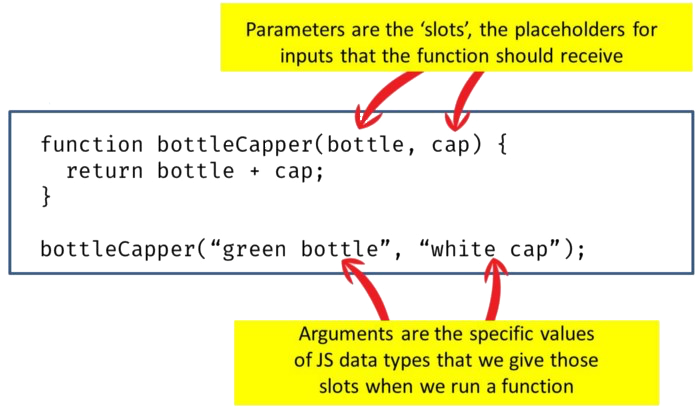 Parameters are the ‘slots’, the placeholders for
inputs that the function should receive
function bottleCapper(bottle, cap) {
return bottle + cap;
}
bottleCapper(“green bottle”, “white cap”);
Arguments are the specific values
of JS data types that we give those
slots when we run a function